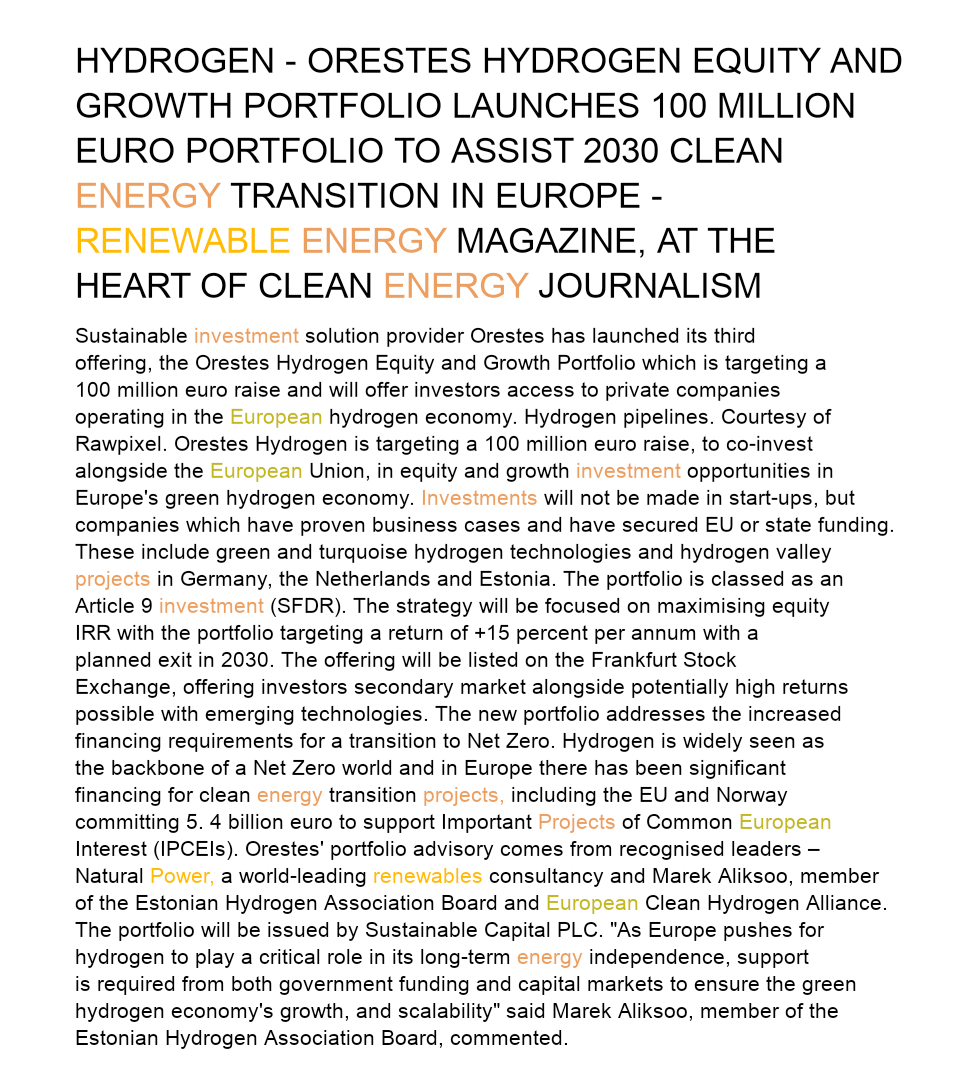 HYDROGEN - ORESTES HYDROGEN EQUITY AND
GROWTH PORTFOLIO LAUNCHES 100 MILLION
EURO PORTFOLIO TO ASSIST 2030 CLEAN
ENERGY TRANSITION IN EUROPE -
RENEWABLE ENERGY MAGAZINE, AT THE
HEART OF CLEAN ENERGY JOURNALISM
Sustainable investment solution provider Orestes has launched its third
offering, the Orestes Hydrogen Equity and Growth Portfolio which is targeting a
100 million euro raise and will offer investors access to private companies
operating in the European hydrogen economy. Hydrogen pipelines. Courtesy of
Rawpixel. Orestes Hydrogen is targeting a 100 million euro raise, to co-invest
alongside the European Union, in equity and growth investment opportunities in
Europe's green hydrogen economy. Investments will not be made in start-ups, but
companies which have proven business cases and have secured EU or state funding.
These include green and turquoise hydrogen technologies and hydrogen valley
projects in Germany, the Netherlands and Estonia. The portfolio is classed as an
Article 9 investment (SFDR). The strategy will be focused on maximising equity
IRR with the portfolio targeting a return of +15 percent per annum with a
planned exit in 2030. The offering will be listed on the Frankfurt Stock
Exchange, offering investors secondary market alongside potentially high returns
possible with emerging technologies. The new portfolio addresses the increased
financing requirements for a transition to Net Zero. Hydrogen is widely seen as
the backbone of a Net Zero world and in Europe there has been significant
financing for clean energy transition projects, including the EU and Norway
committing 5. 4 billion euro to support Important Projects of Common European
Interest (IPCEIs). Orestes' portfolio advisory comes from recognised leaders –
Natural Power, a world-leading renewables consultancy and Marek Aliksoo, member
of the Estonian Hydrogen Association Board and European Clean Hydrogen Alliance.
The portfolio will be issued by Sustainable Capital PLC. "As Europe pushes for
hydrogen to play a critical role in its long-term energy independence, support
is required from both government funding and capital markets to ensure the green
hydrogen economy's growth, and scalability" said Marek Aliksoo, member of the
Estonian Hydrogen Association Board, commented.